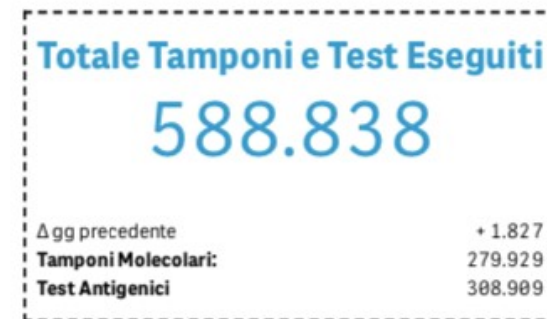 Totale Tamponi e Test Eseguiti
588.838
Δ gg precedente + 1.827
Tamponi Molecolari: 279.929
Test Antigenici 308.909